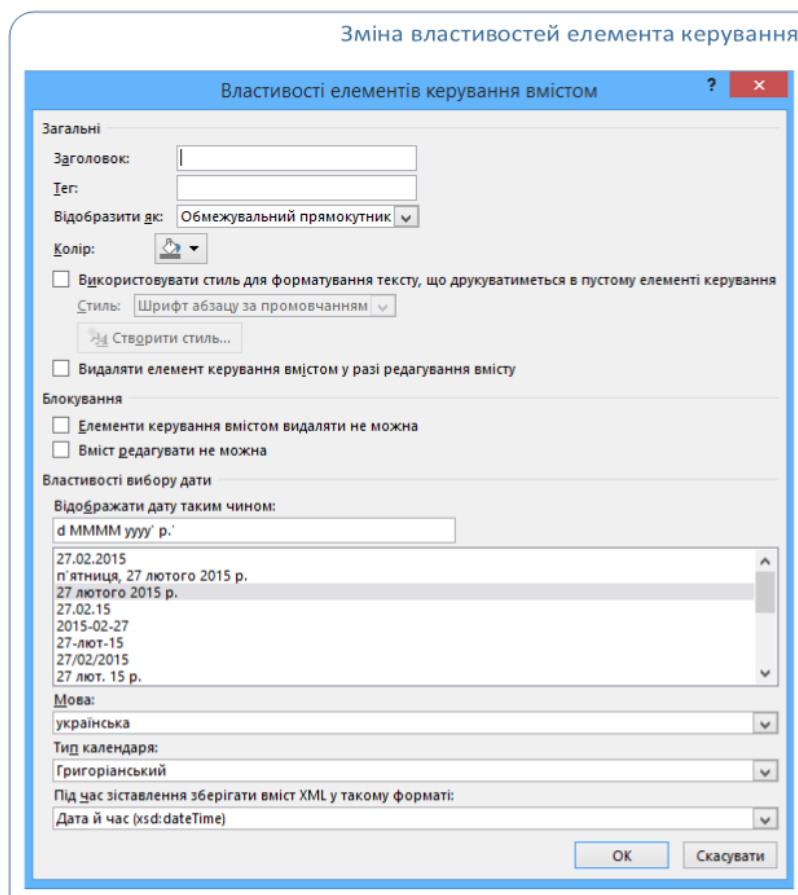 Зміна властивостей елемента керування
Властивості елементів керування вмістом
?
×
Загальні
Заголовок:
Тег:
Відобразити як: Обмежувальний прямокутник
Колір:
Використовувати стиль для форматування тексту, що друкуватиметься в пустому елементі керування
Стиль: Шрифт абзацу за промовчанням
Створити стиль...
Видаляти елемент керування вмістом у разі редагування вмісту
Блокування
Елементи керування вмістом видаляти не можна
Вміст редагувати не можна
Властивості вибору дати
Відображати дату таким чином:
d MMMM yyyy' р.'
27.02.2015
п'ятниця, 27 лютого 2015 р.
27 лютого 2015 р.
27.02.15
2015-02-27
27-лют-15
27/02/2015
27 лют. 15 р.
Мова:
українська
Тип календаря:
Григоріанський
Під час зіставлення зберігати вміст XML у такому форматі:
Дата й час (xsd:dateTime)
ОК Скасувати